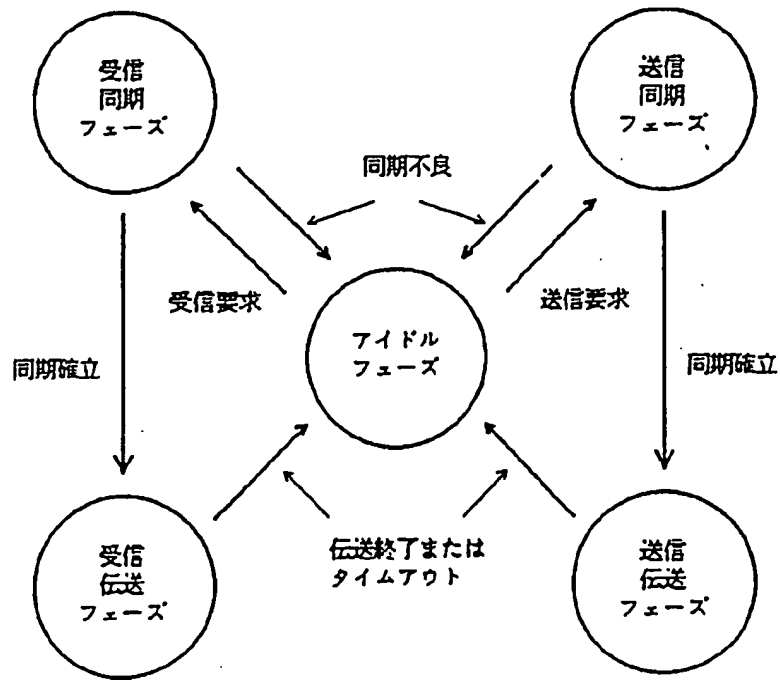 受信
同期
フェーズ
送信
同期
フェーズ
同期不良
受信要求
送信要求
アイドル
フェーズ
同期確立
同期確立
受信
伝送
フェーズ
伝送終了または
タイムアウト
送信
伝送
フェーズ